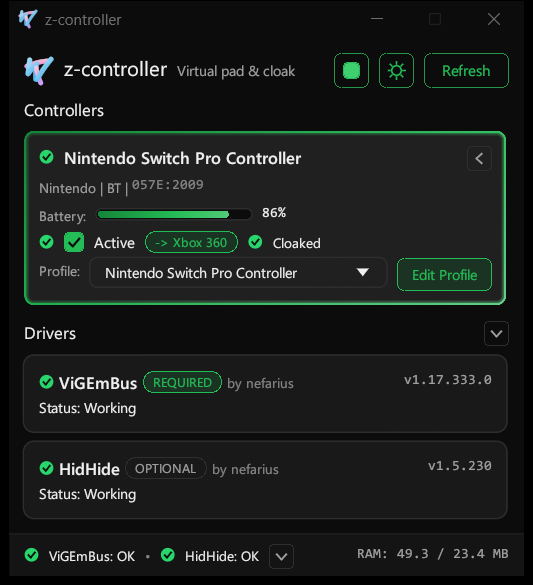 z-controller
z-controller Virtual pad & cloak Refresh
Controllers
Nintendo Switch Pro Controller
Nintendo | BT | 057E:2009
Battery: 86%
Active -> Xbox 360 Cloaked
Profile: Nintendo Switch Pro Controller Edit Profile
Drivers
ViGEmBus REQUIRED by nefarius v1.17.333.0
Status: Working
HidHide OPTIONAL by nefarius v1.5.230
Status: Working
ViGEmBus: OK • HidHide: OK RAM: 49.3 / 23.4 MB